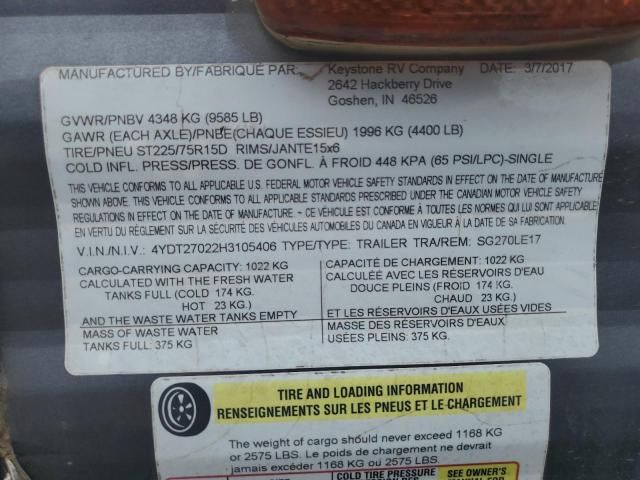 MANUFACTURED BY/FABRIQUÉ PAR: Keystone RV Company DATE: 3/7/2017
2642 Hackberry Drive
Goshen, IN 46526
GVWR/PNBV 4348 KG (9585 LB)
GAWR (EACH AXLE)/PNBE(CHAQUE ESSIEU) 1996 KG (4400 LB)
TIRE/PNEU ST225/75R15D RIMS/JANTE15x6
COLD INFL. PRESS/PRESS. DE GONFL. À FROID 448 KPA (65 PSI/LPC)-SINGLE
THIS VEHICLE CONFORMS TO ALL APPLICABLE U.S. FEDERAL MOTOR VEHICLE SAFETY STANDARDS IN EFFECT ON THE DATE OF MANUFACTURE
SHOWN ABOVE. THIS VEHICLE CONFORMS TO ALL APPLICABLE STANDARDS PRESCRIBED UNDER THE CANADIAN MOTOR VEHICLE SAFETY
REGULATIONS IN EFFECT ON THE DATE OF MANUFACTURE - CE VÉHICULE EST CONFORME À TOUTES LES NORMES QUI LUI SONT APPLICABLES
EN VERTU DU RÈGLEMENT SUR LA SÉCURITÉ DES VÉHICULES AUTOMOBILES DU CANADA EN VIGUEUR À LA DATE DE SA FABRICATION.
V.I.N./N.I.V.: 4YDT27022H3105406 TYPE/TYPE: TRAILER TRA/REM: SG270LE17
CARGO-CARRYING CAPACITY: 1022 KG
CALCULATED WITH THE FRESH WATER
TANKS FULL (COLD 174 KG.
HOT 23 KG.)
AND THE WASTE WATER TANKS EMPTY
MASS OF WASTE WATER
TANKS FULL: 375 KG
CAPACITÉ DE CHARGEMENT: 1022 KG
CALCULÉE AVEC LES RÉSERVOIRS D'EAU
DOUCE PLEINS (FROID 174 KG.
CHAUD 23 KG.)
ET LES RÉSERVOIRS D'EAUX USÉES VIDES
MASSE DES RÉSERVOIRS D'EAUX
USÉES PLEINS: 375 KG.
TIRE AND LOADING INFORMATION
RENSEIGNEMENTS SUR LES PNEUS ET LE CHARGEMENT
The weight of cargo should never exceed 1168 KG
or 2575 LBS. Le poids de chargement ne devrait
jamais excéder 1168 KG ou 2575 LBS.
COLD TIRE PRESSURE
SEE OWNER'S
MANUAL FOR